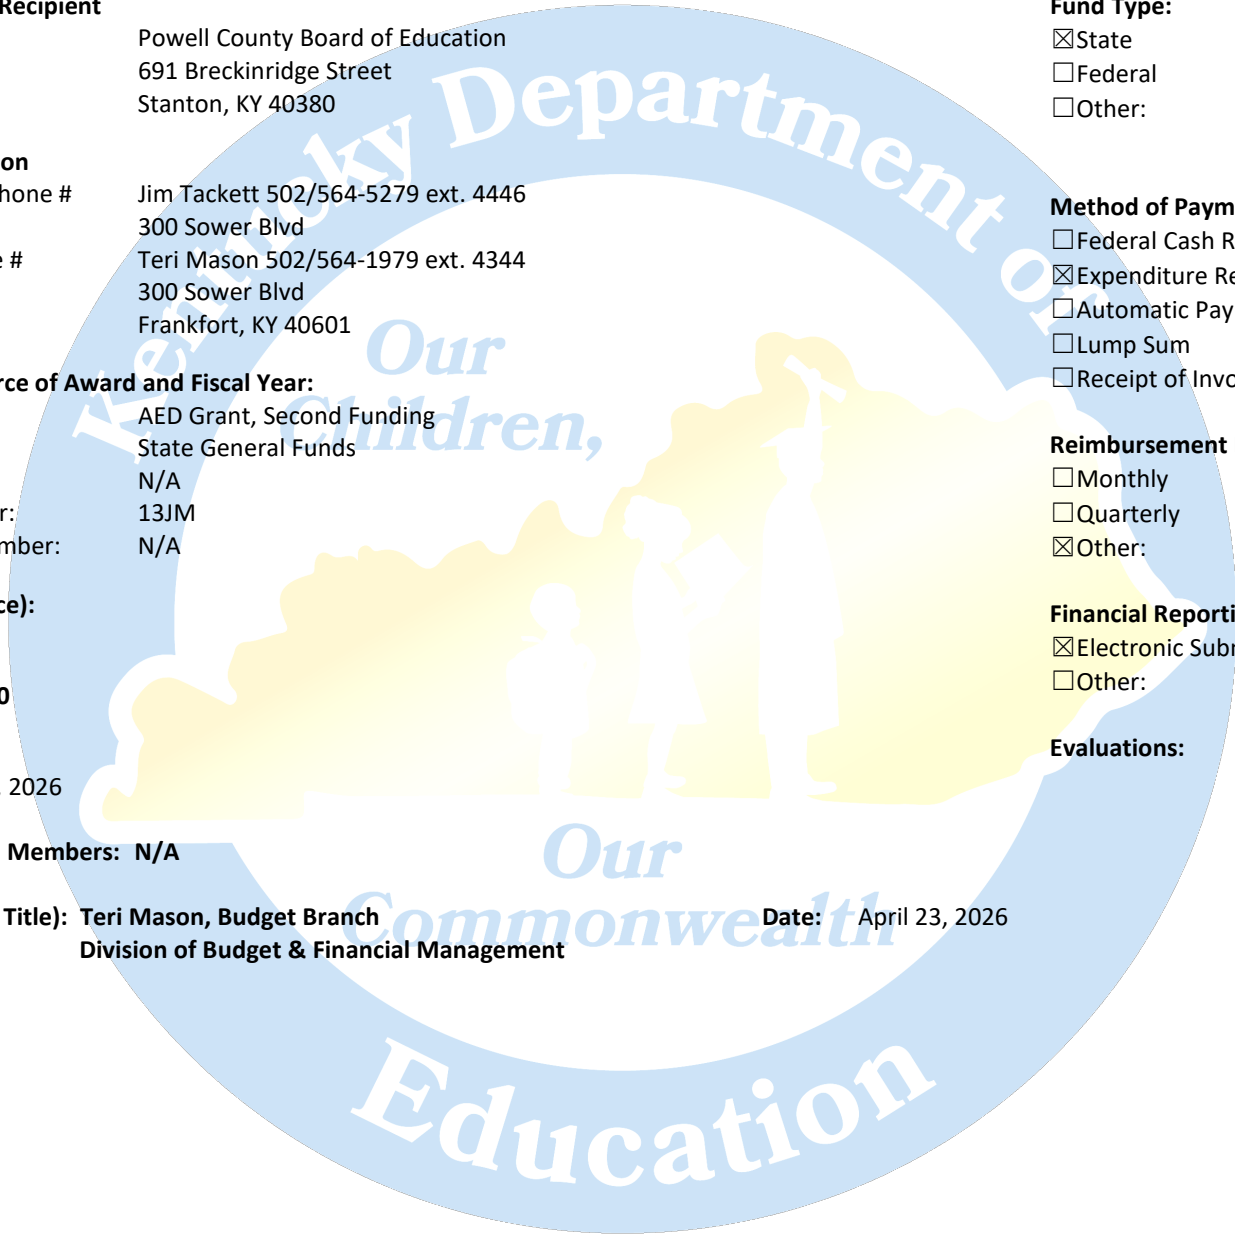 Recipient
Powell County Board of Education
691 Breckinridge Street
Stanton, KY 40380
on
hone # Jim Tackett 502/564-5279 ext. 4446
300 Sower Blvd
e # Teri Mason 502/564-1979 ext. 4344
300 Sower Blvd
Frankfort, KY 40601
rce of Award and Fiscal Year:
AED Grant, Second Funding
State General Funds
N/A
r: 13JM
mber: N/A
ce):
0
, 2026
Members: N/A
Title): Teri Mason, Budget Branch
Division of Budget & Financial Management
Date: April 23, 2026
Fund Type:
☒State
☐Federal
☐Other:
Method of Paym
☐Federal Cash R
☒Expenditure Re
☐Automatic Pay
☐Lump Sum
☐Receipt of Invo
Reimbursement
☐Monthly
☐Quarterly
☒Other:
Financial Reporti
☒Electronic Subr
☐Other:
Evaluations:
Kentucky Department of
Education
Our
Children,
Our
Commonwealth